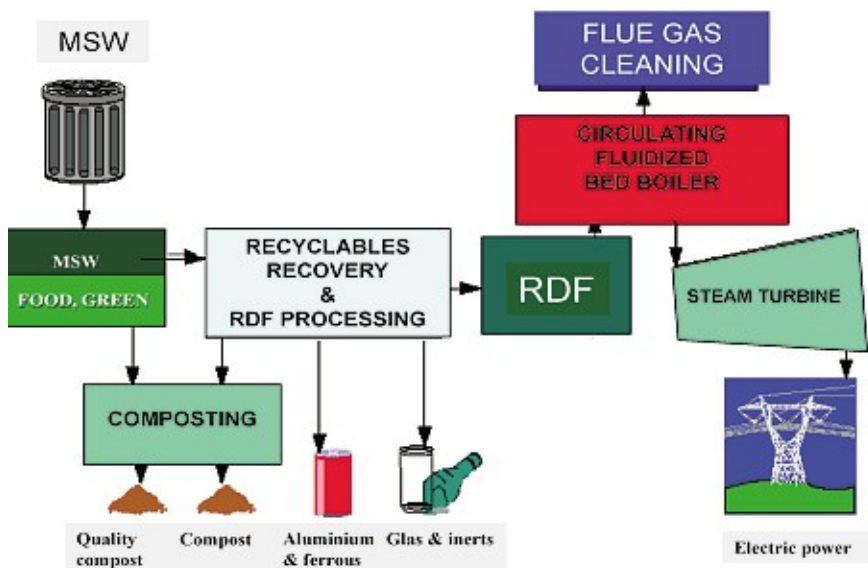 MSW
FLUE GAS
CLEANING
CIRCULATING
FLUIDIZED
BED BOILER
MSW
FOOD, GREEN
RECYCLABLES
RECOVERY
&
RDF PROCESSING
RDF
STEAM TURBINE
COMPOSTING
Quality
compost
Compost
Aluminium
& ferrous
Glas & inerts
Electric power